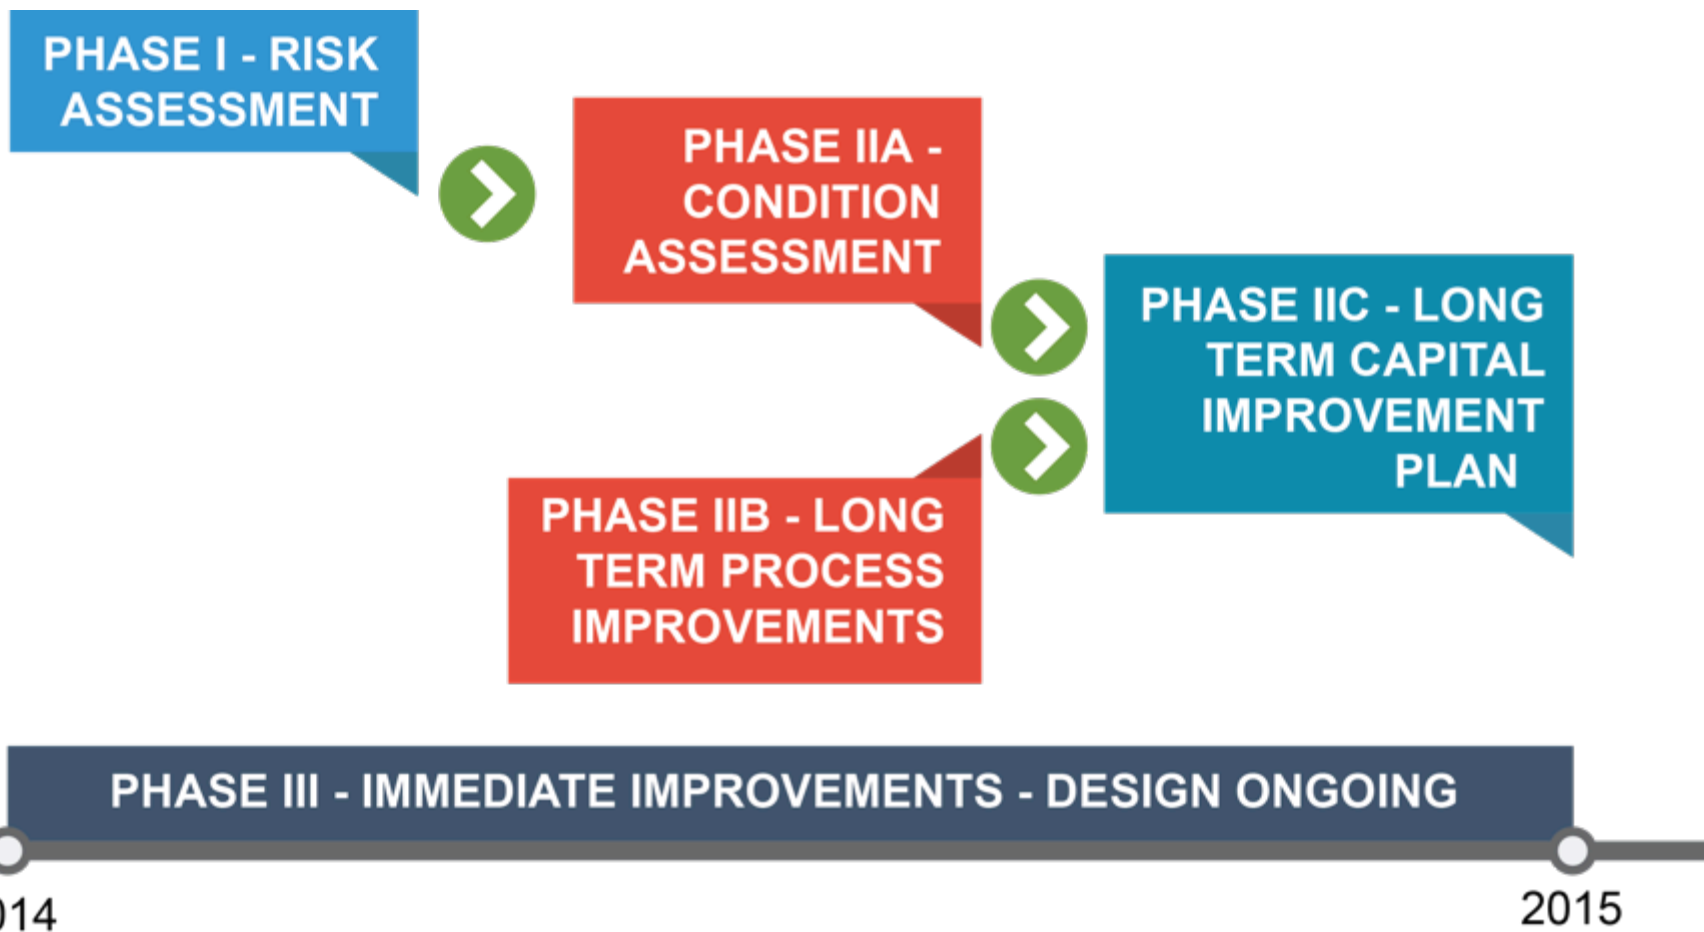 PHASE I - RISK
ASSESSMENT
PHASE IIA -
CONDITION
ASSESSMENT
PHASE IIC - LONG
TERM CAPITAL
IMPROVEMENT
PLAN
PHASE IIB - LONG
TERM PROCESS
IMPROVEMENTS
PHASE III - IMMEDIATE IMPROVEMENTS - DESIGN ONGOING
014
2015